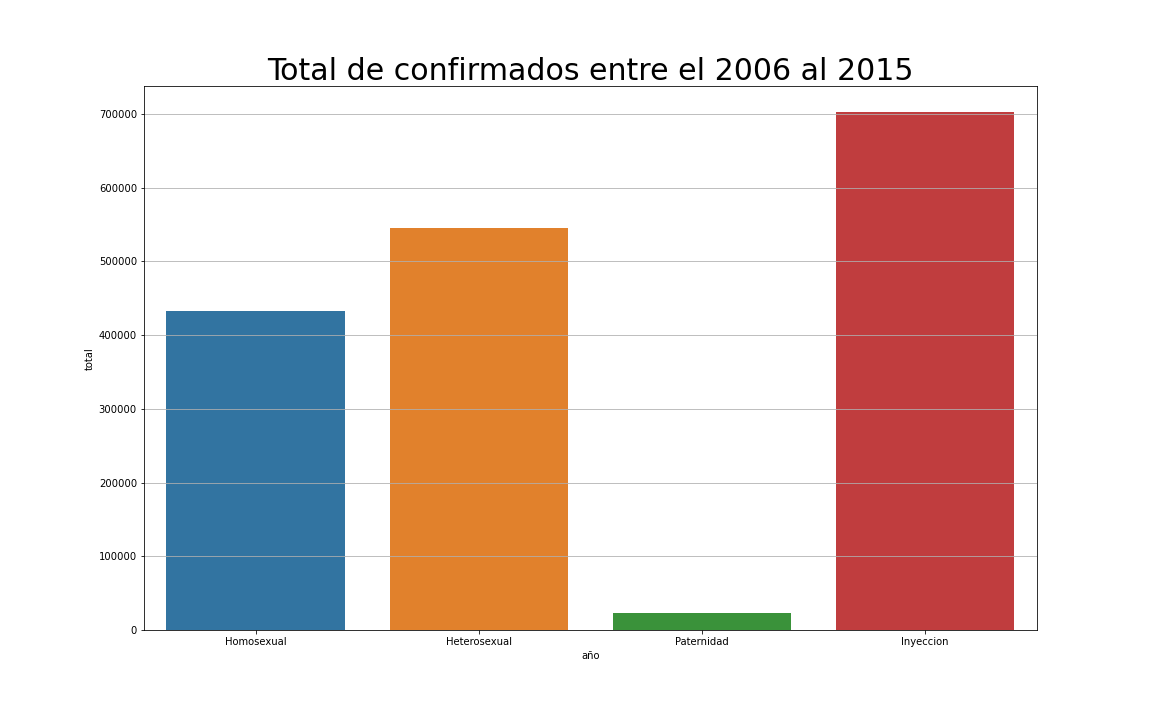 Total de confirmados entre el 2006 al 2015
700000
600000
500000
400000
300000
200000
100000
0
total
Homosexual Heterosexual Paternidad Inyeccion
año